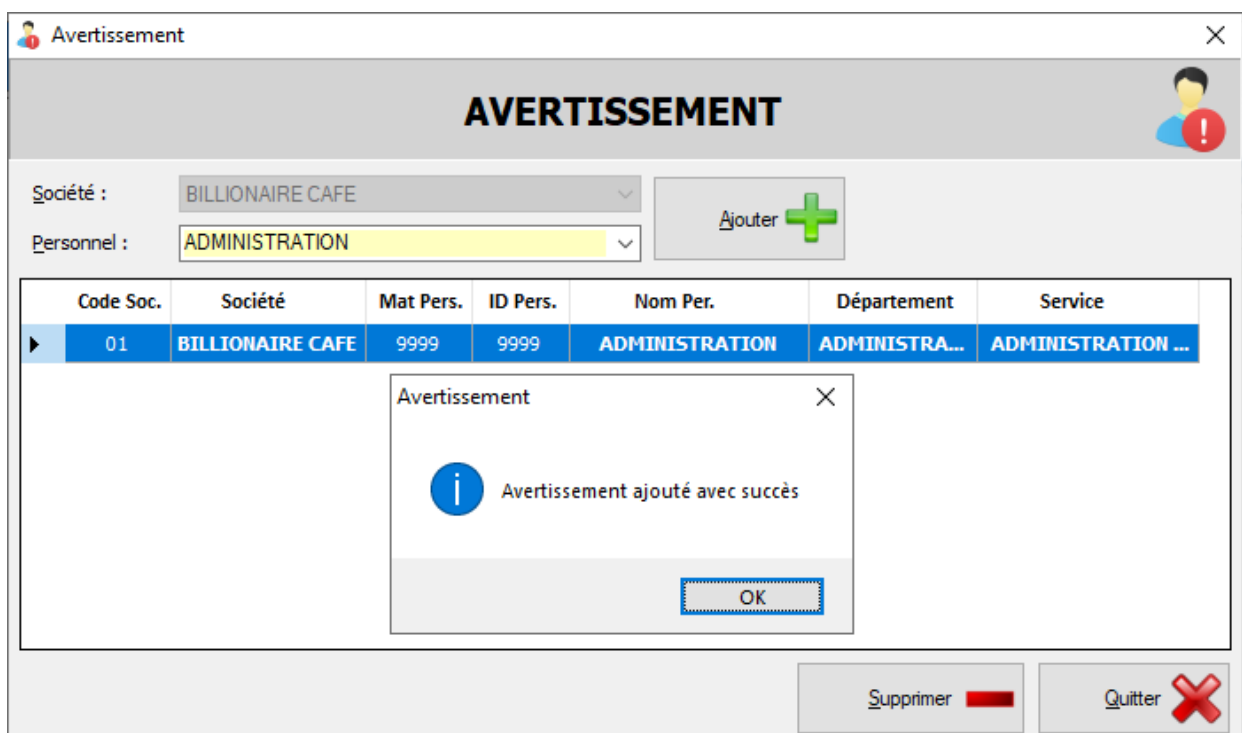 Avertissement
AVERTISSEMENT
Société :
BILLIONAIRE CAFE
Ajouter
Personnel :
ADMINISTRATION
Code Soc. Société Mat Pers. ID Pers. Nom Per. Département Service
01 BILLIONAIRE CAFE 9999 9999 ADMINISTRATION ADMINISTRA... ADMINISTRATION ...
Avertissement
Avertissement ajouté avec succès
OK
Supprimer
Quitter